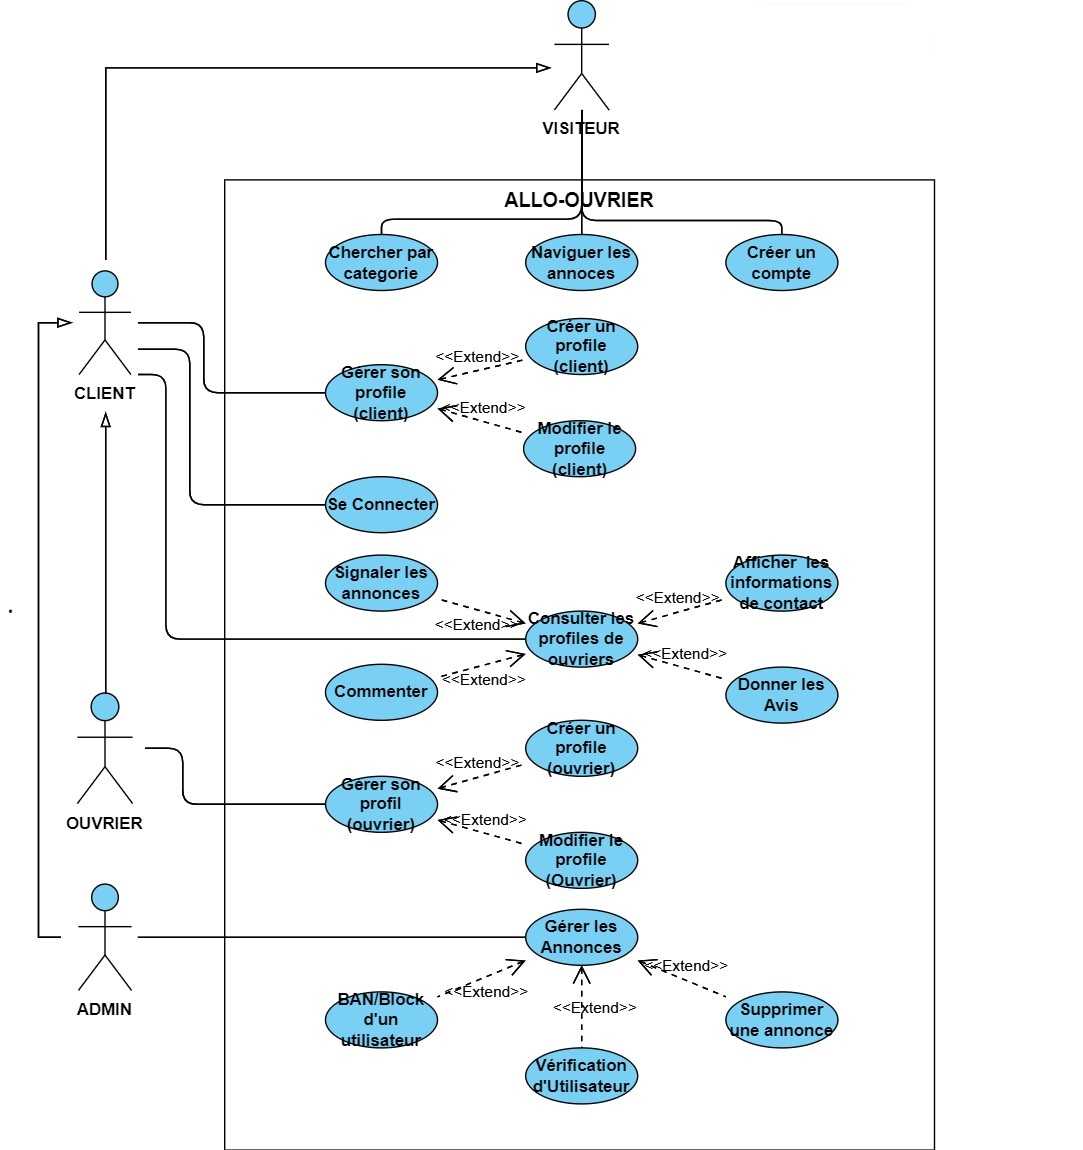 VISITEUR
ALLO-OUVRIER
Chercher par
categorie
Naviguer les
annoces
Créer un
compte
CLIENT
Créer un
profile
(client)
<<Extend>>
Gérer son
profile
(client)
<<Extend>>
Modifier le
profile
(client)
Se Connecter
Signaler les
annonces
<<Extend>>
Afficher les
informations
de contact
<<Extend>>
Consulter les
profiles de
ouvriers
<<Extend>>
Commenter
<<Extend>>
Donner les
Avis
OUVRIER
Créer un
profile
(ouvrier)
<<Extend>>
Gérer son
profil
(ouvrier)
<<Extend>>
Modifier le
profile
(Ouvrier)
ADMIN
Gérer les
Annonces
<<Extend>>
BAN/Block
d'un
utilisateur
<<Extend>>
<<Extend>>
Supprimer
une annonce
Vérification
d'Utilisateur